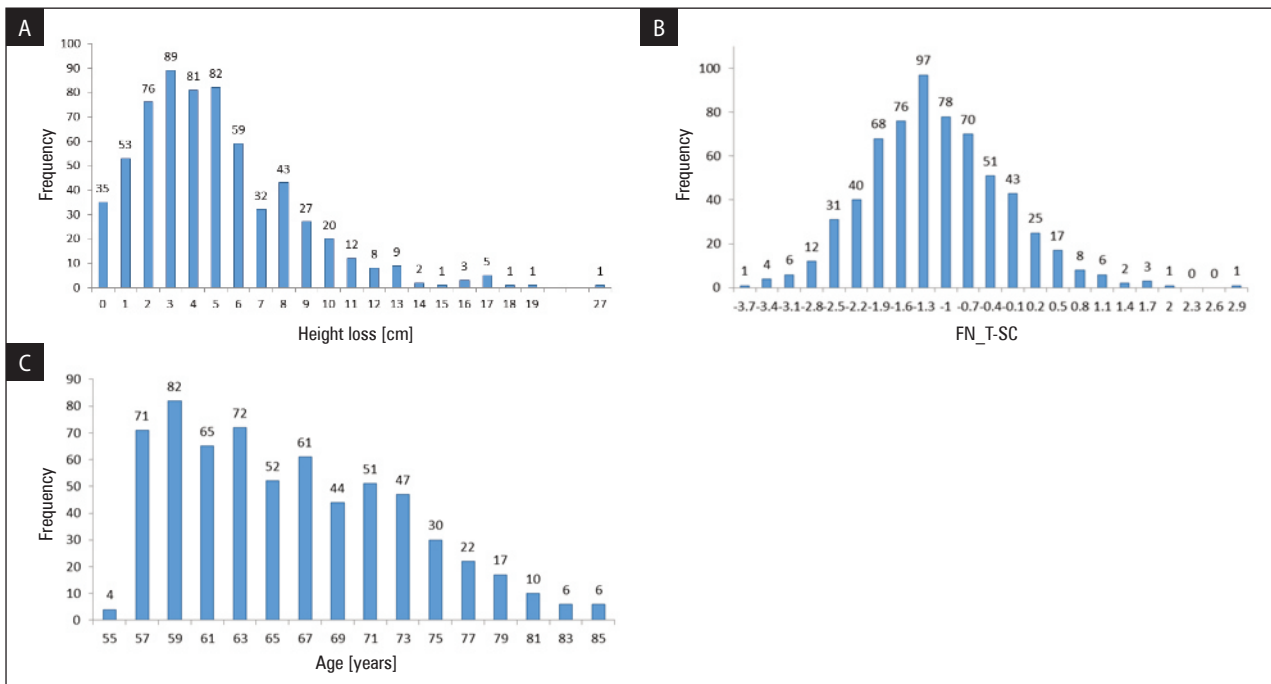 A
Frequency
100
90
80
70
60
50
40
30
20
10
0
35 53 76 89 81 82 59 32 43 27 20 12 8 9 2 1 3 5 1 1 1
0 1 2 3 4 5 6 7 8 9 10 11 12 13 14 15 16 17 18 19 27
Height loss [cm]
B
Frequency
100
80
60
40
20
0
1 4 6 12 31 40 68 76 97 78 70 51 43 25 17 8 6 2 3 1 0 0 1
-3.7 -3.4 -3.1 -2.8 -2.5 -2.2 -1.9 -1.6 -1.3 -1 -0.7 -0.4 -0.1 0.2 0.5 0.8 1.1 1.4 1.7 2 2.3 2.6 2.9
FN_T-SC
C
Frequency
90
80
70
60
50
40
30
20
10
0
4 71 82 65 72 52 61 44 51 47 30 22 17 10 6 6
55 57 59 61 63 65 67 69 71 73 75 77 79 81 83 85
Age [years]